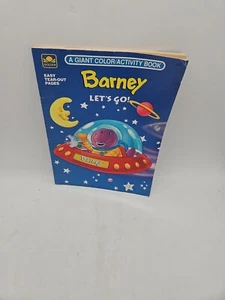 A GIANT COLOR/ACTIVITY BOOK
EASY
TEAR-OUT
PAGES
Barney
LET'S GO!